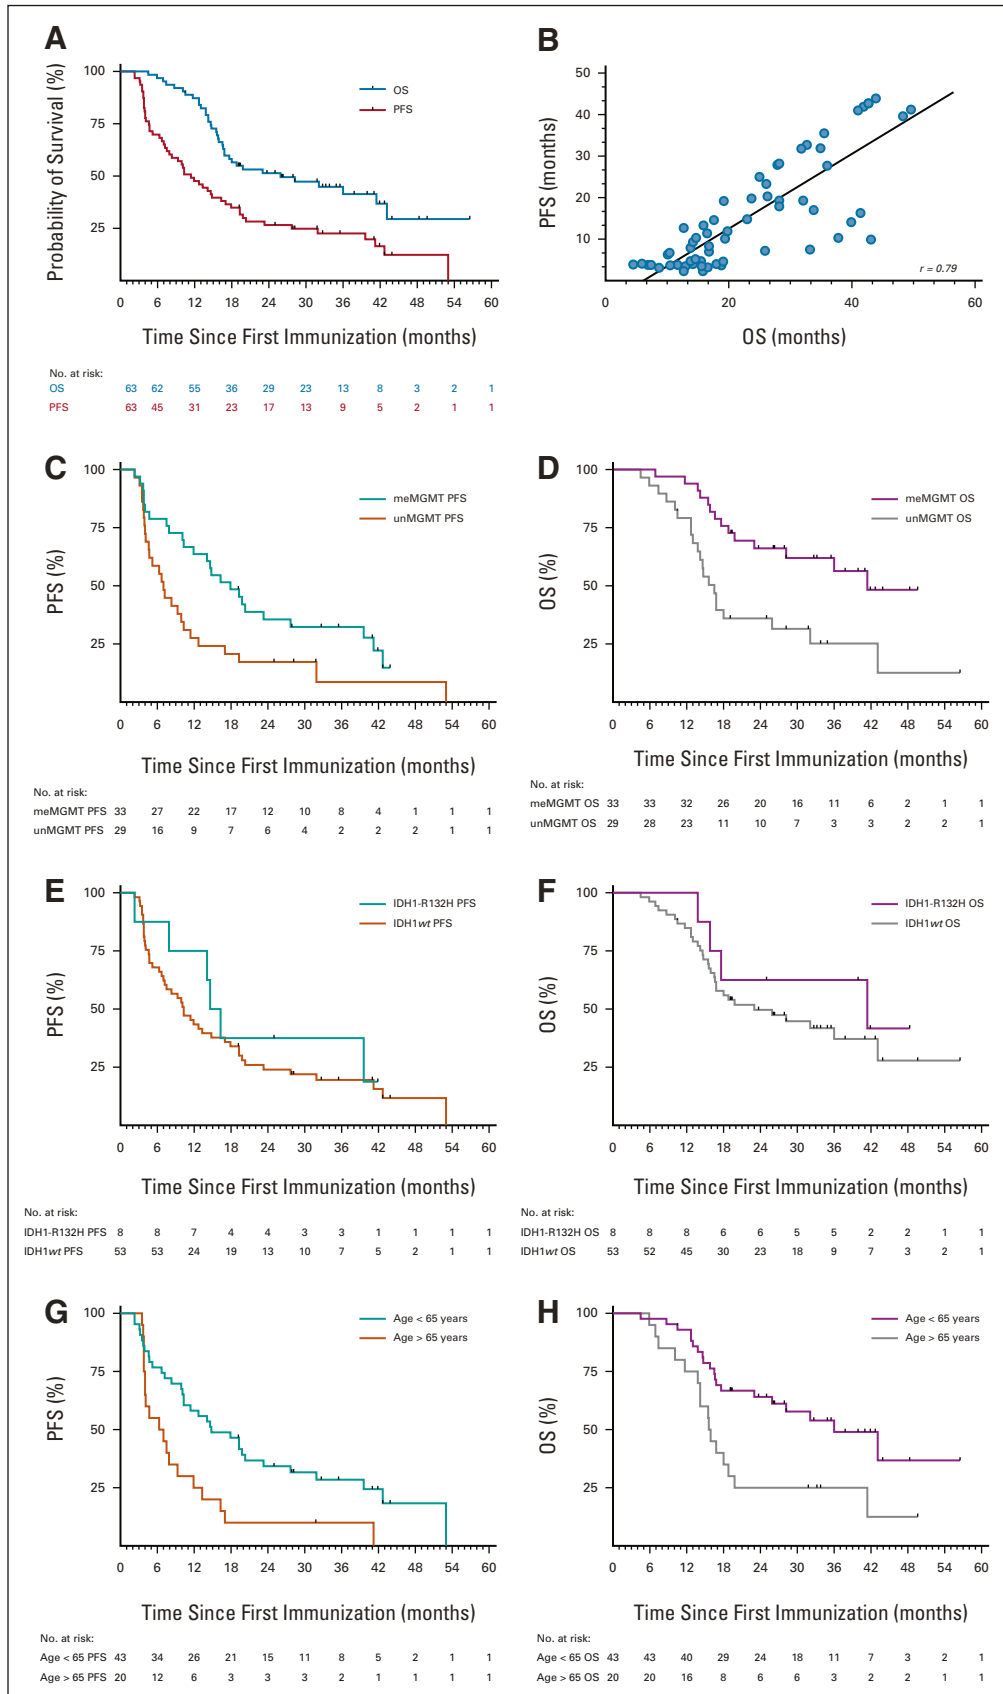 A
Probability of Survival (%)
100
75
50
25
OS
PFS
0 6 12 18 24 30 36 42 48 54 60
Time Since First Immunization (months)
No. at risk:
OS 63 62 55 36 29 23 13 8 3 2 1
PFS 63 45 31 23 17 13 9 5 2 1 1
B
PFS (months)
50
40
30
20
10
r = 0.79
0 20 40 60
OS (months)
C
PFS (%)
100
75
50
25
meMGMT PFS
unMGMT PFS
0 6 12 18 24 30 36 42 48 54 60
Time Since First Immunization (months)
No. at risk:
meMGMT PFS 33 27 22 17 12 10 8 4 1 1 1
unMGMT PFS 29 16 9 7 6 4 2 2 2 1 1
D
OS (%)
100
75
50
25
meMGMT OS
unMGMT OS
0 6 12 18 24 30 36 42 48 54 60
Time Since First Immunization (months)
No. at risk:
meMGMT OS 33 33 32 26 20 16 11 6 2 1 1
unMGMT OS 29 28 23 11 10 7 3 3 2 2 1
E
PFS (%)
100
75
50
25
IDH1-R132H PFS
IDH1wt PFS
0 6 12 18 24 30 36 42 48 54 60
Time Since First Immunization (months)
No. at risk:
IDH1-R132H PFS 8 8 7 4 4 3 3 1 1 1 1
IDH1wt PFS 53 53 24 19 13 10 7 5 2 1 1
F
OS (%)
100
75
50
25
IDH1-R132H OS
IDH1wt OS
0 6 12 18 24 30 36 42 48 54 60
Time Since First Immunization (months)
No. at risk:
IDH1-R132H OS 8 8 8 6 6 5 5 2 2 1 1
IDH1wt OS 53 52 45 30 23 18 9 7 3 2 1
G
PFS (%)
100
75
50
25
Age < 65 years
Age > 65 years
0 6 12 18 24 30 36 42 48 54 60
Time Since First Immunization (months)
No. at risk:
Age < 65 PFS 43 34 26 21 15 11 8 5 2 1 1
Age > 65 PFS 20 12 6 3 3 3 2 1 1 1 1
H
OS (%)
100
75
50
25
Age < 65 years
Age > 65 years
0 6 12 18 24 30 36 42 48 54 60
Time Since First Immunization (months)
No. at risk:
Age < 65 OS 43 43 40 29 24 18 11 7 3 2 1
Age > 65 OS 20 20 16 8 6 6 3 2 2 1 1